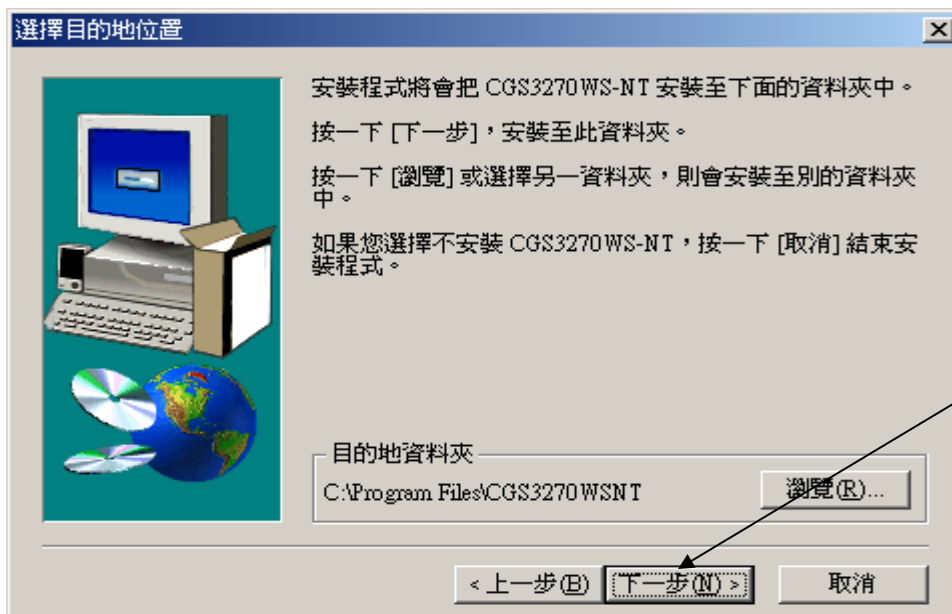 選擇目的地位置
安裝程式將會把 CGS3270WS-NT 安裝至下面的資料夾中。
按一下 [下一步]，安裝至此資料夾。
按一下 [瀏覽] 或選擇另一資料夾，則會安裝至別的資料夾
中。
如果您選擇不安裝 CGS3270WS-NT，按一下 [取消] 結束安
裝程式。
目的地資料夾
C:\Program Files\CGS3270WSNT
瀏覽(R)...
< 上一步(B)
下一步(N) >
取消